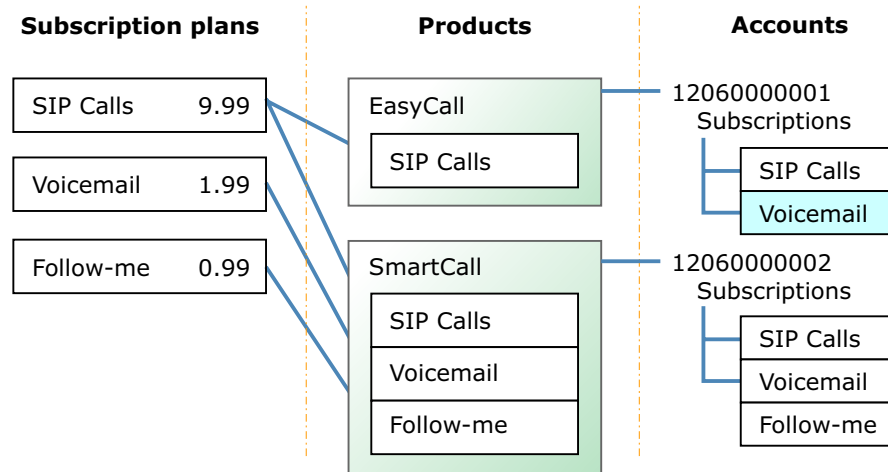 Subscription plans
SIP Calls 9.99
Voicemail 1.99
Follow-me 0.99
Products
EasyCall
SIP Calls
SmartCall
SIP Calls
Voicemail
Follow-me
Accounts
12060000001
Subscriptions
SIP Calls
Voicemail
12060000002
Subscriptions
SIP Calls
Voicemail
Follow-me